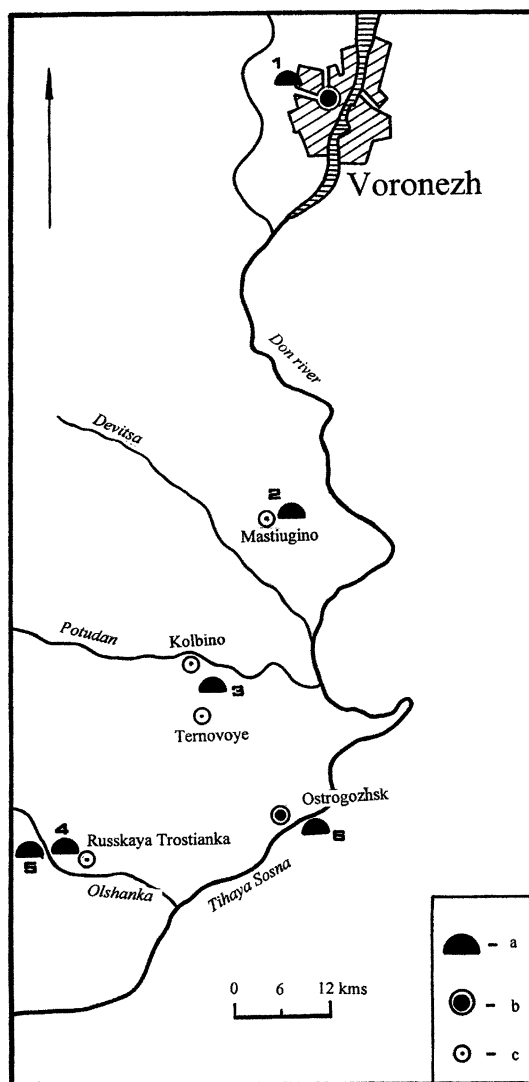 1
Voronezh
Don river
Devitsa
2
Mastiugino
Potudan
Kolbino
3
Ternovoye
Ostrogozhsk
6
4
Russkaya Trostianka
5
Olshanka
Tihaya Sosna
0 6 12 kms
- a
- b
- c